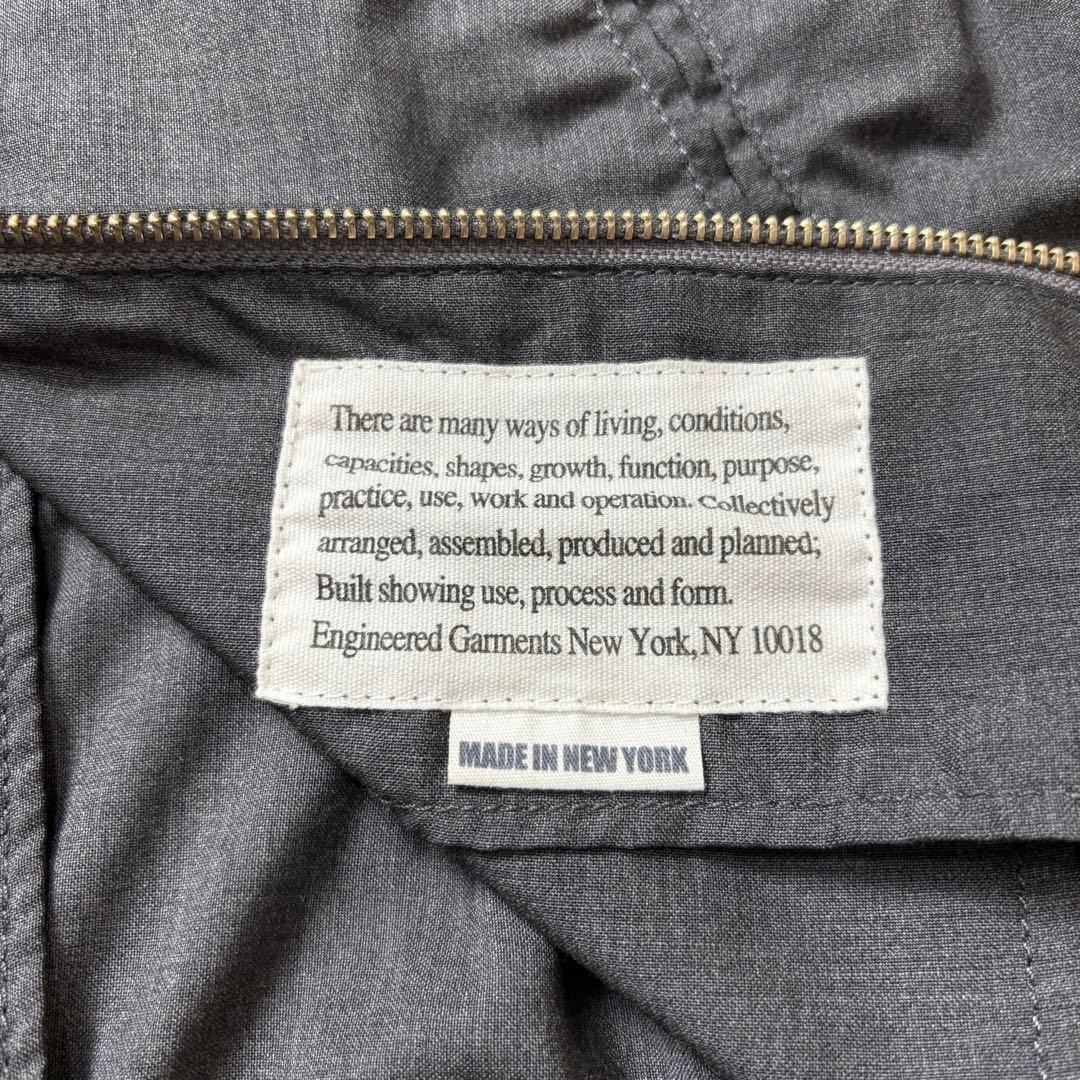 There are many ways of living, conditions,
capacities, shapes, growth, function, purpose,
practice, use, work and operation. Collectively
arranged, assembled, produced and planned;
Built showing use, process and form.
Engineered Garments New York, NY 10018
MADE IN NEW YORK